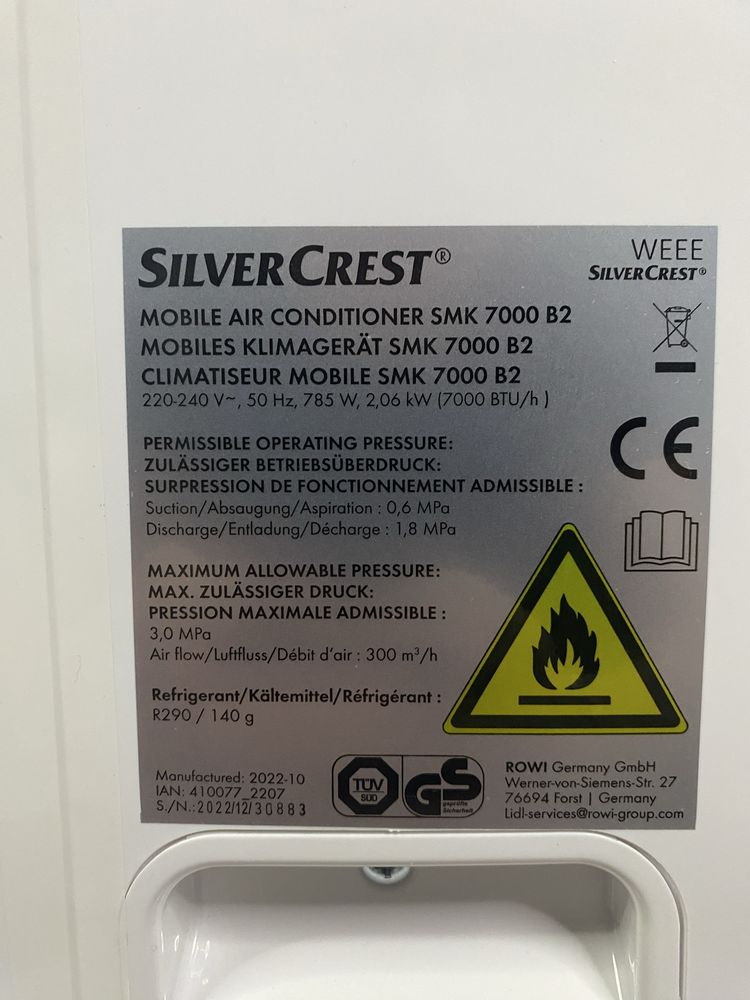 SILVERCREST®
WEEE
SILVERCREST®
MOBILE AIR CONDITIONER SMK 7000 B2
MOBILES KLIMAGERÄT SMK 7000 B2
CLIMATISEUR MOBILE SMK 7000 B2
220-240 V~, 50 Hz, 785 W, 2,06 kW (7000 BTU/h )
CE
PERMISSIBLE OPERATING PRESSURE:
ZULÄSSIGER BETRIEBSÜBERDRUCK:
SURPRESSION DE FONCTIONNEMENT ADMISSIBLE :
Suction/Absaugung/Aspiration : 0,6 MPa
Discharge/Entladung/Décharge : 1,8 MPa
MAXIMUM ALLOWABLE PRESSURE:
MAX. ZULÄSSIGER DRUCK:
PRESSION MAXIMALE ADMISSIBLE :
3,0 MPa
Air flow/Luftfluss/Débit d'air : 300 m³/h
Refrigerant/Kältemittel/Réfrigérant :
R290 / 140 g
Manufactured: 2022-10
IAN: 410077_2207
S./N.: 2022/12/30883
TÜV
SÜD
GS
geprüfte
Sicherheit
ROWI Germany GmbH
Werner-von-Siemens-Str. 27
76694 Forst | Germany
Lidl-services@rowi-group.com